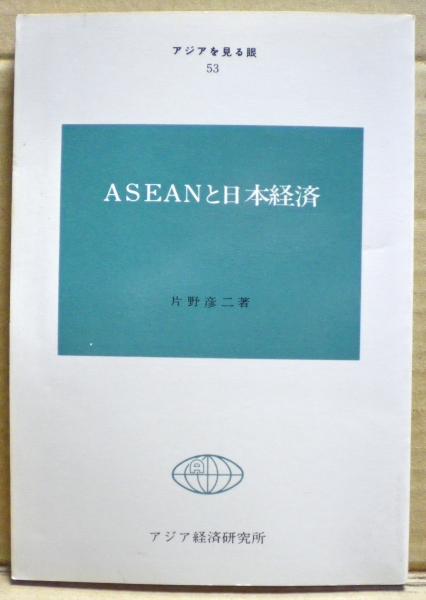 アジアを見る眼
53
ASEANと日本経済
片野彦二著
A
アジア経済研究所